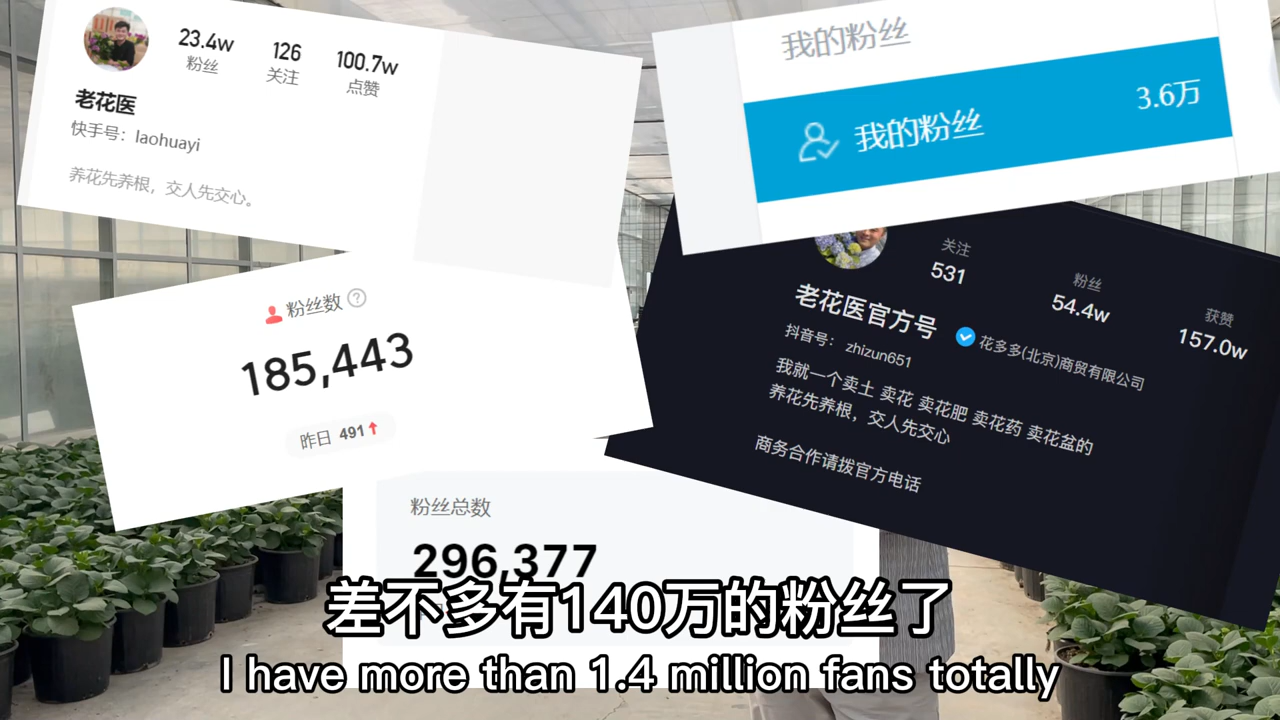 23.4w 126 100.7w
粉丝 关注 点赞
老花医
快手号：laohuayi
养花先养根，交人先交心。
我的粉丝
我的粉丝 3.6万
粉丝数 ?
185,443
昨日 491
关注 粉丝 获赞
531 54.4w 157.0w
老花医官方号
花多多(北京)商贸有限公司
抖音号： zhizun651
我就一个卖土 卖花 卖花肥 卖花药 卖花盆的
养花先养根，交人先交心
商务合作请拨官方电话
粉丝总数
296,377
差不多有140万的粉丝了
I have more than 1.4 million fans totally